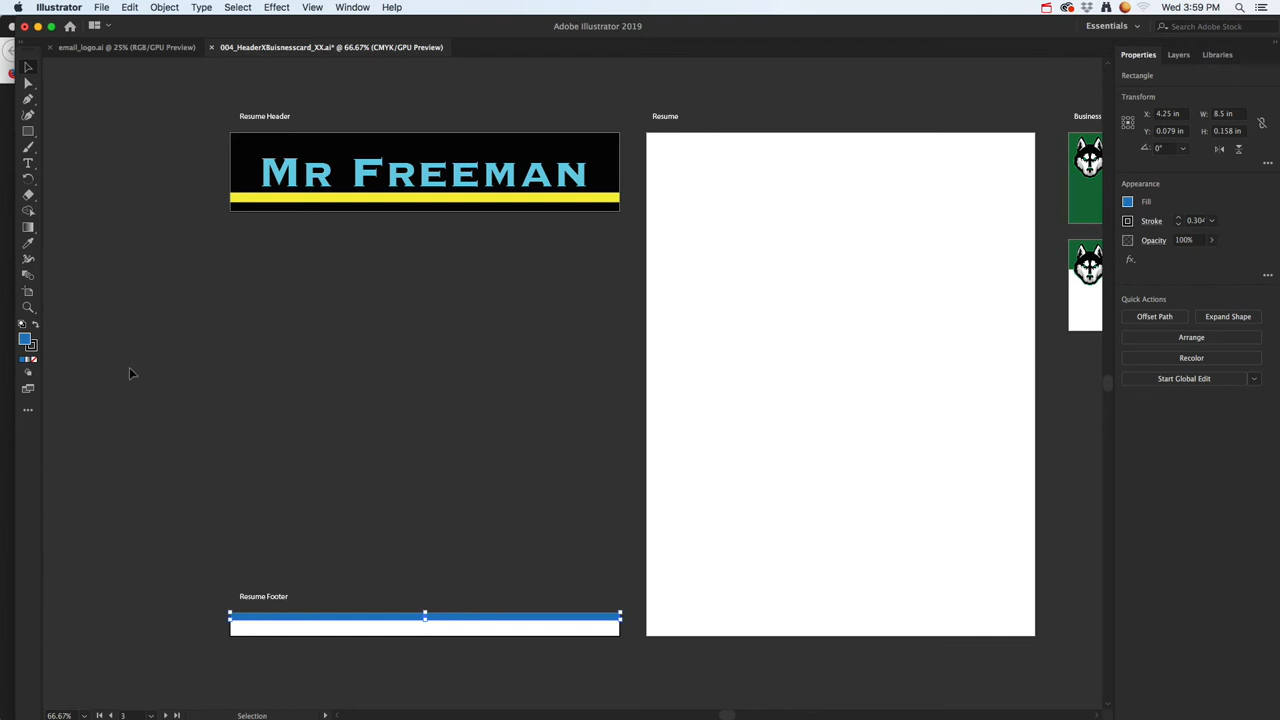 Illustrator File Edit Object Type Select Effect View Window Help
Wed 3:59 PM
Adobe Illustrator 2019
Essentials
Search Adobe Stock
email_logo.ai @ 25% (RGB/GPU Preview)
004_HeaderXBuisnesscard_XX.ai* @ 66.67% (CMYK/GPU Preview)
Properties Layers Libraries
Rectangle
Transform
X: 4.25 in W: 8.5 in
Y: 0.079 in H: 0.158 in
0°
Appearance
Fill
Stroke 0.304
Opacity 100%
fx.
Quick Actions
Offset Path Expand Shape
Arrange
Recolor
Start Global Edit
Resume Header
Mr Freeman
Resume
Business
Resume Footer
66.67% 3 Selection